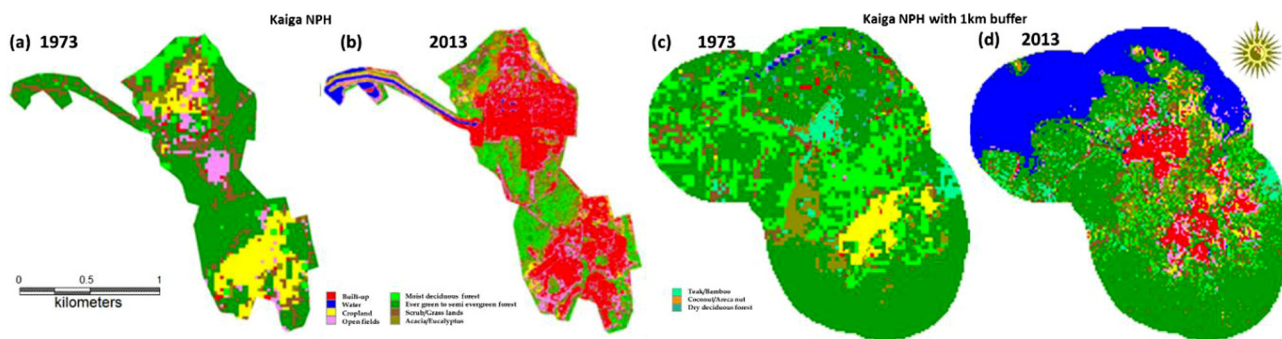 Kaiga NPH
Kaiga NPH with 1km buffer
(a) 1973
(b) 2013
(c) 1973
(d) 2013
0 0.5 1
kilometers
Built-up
Water
Cropland
Open fields
Moist deciduous forest
Ever green to semi evergreen forest
Scrub/Grass lands
Acacia/Eucalyptus
Teak/Bamboo
Coconut/Areca nut
Dry deciduous forest